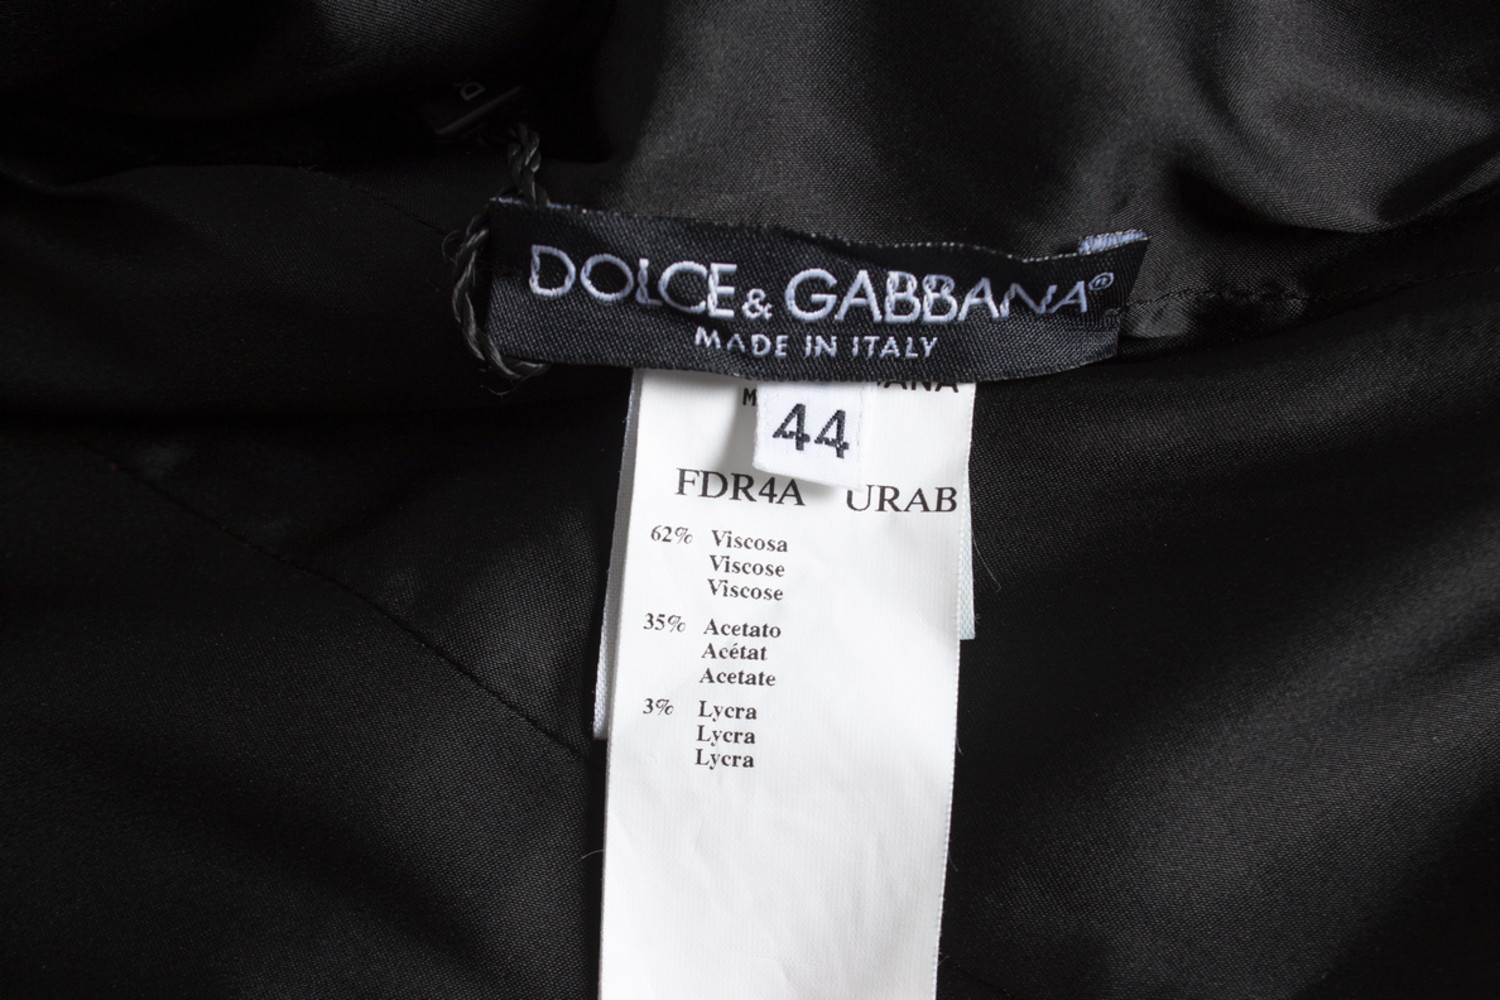 DOLCE & GABBANA®
MADE IN ITALY
44
FDR4A URAB
62% Viscosa
Viscose
Viscose
35% Acetato
Acétat
Acetate
3% Lycra
Lycra
Lycra